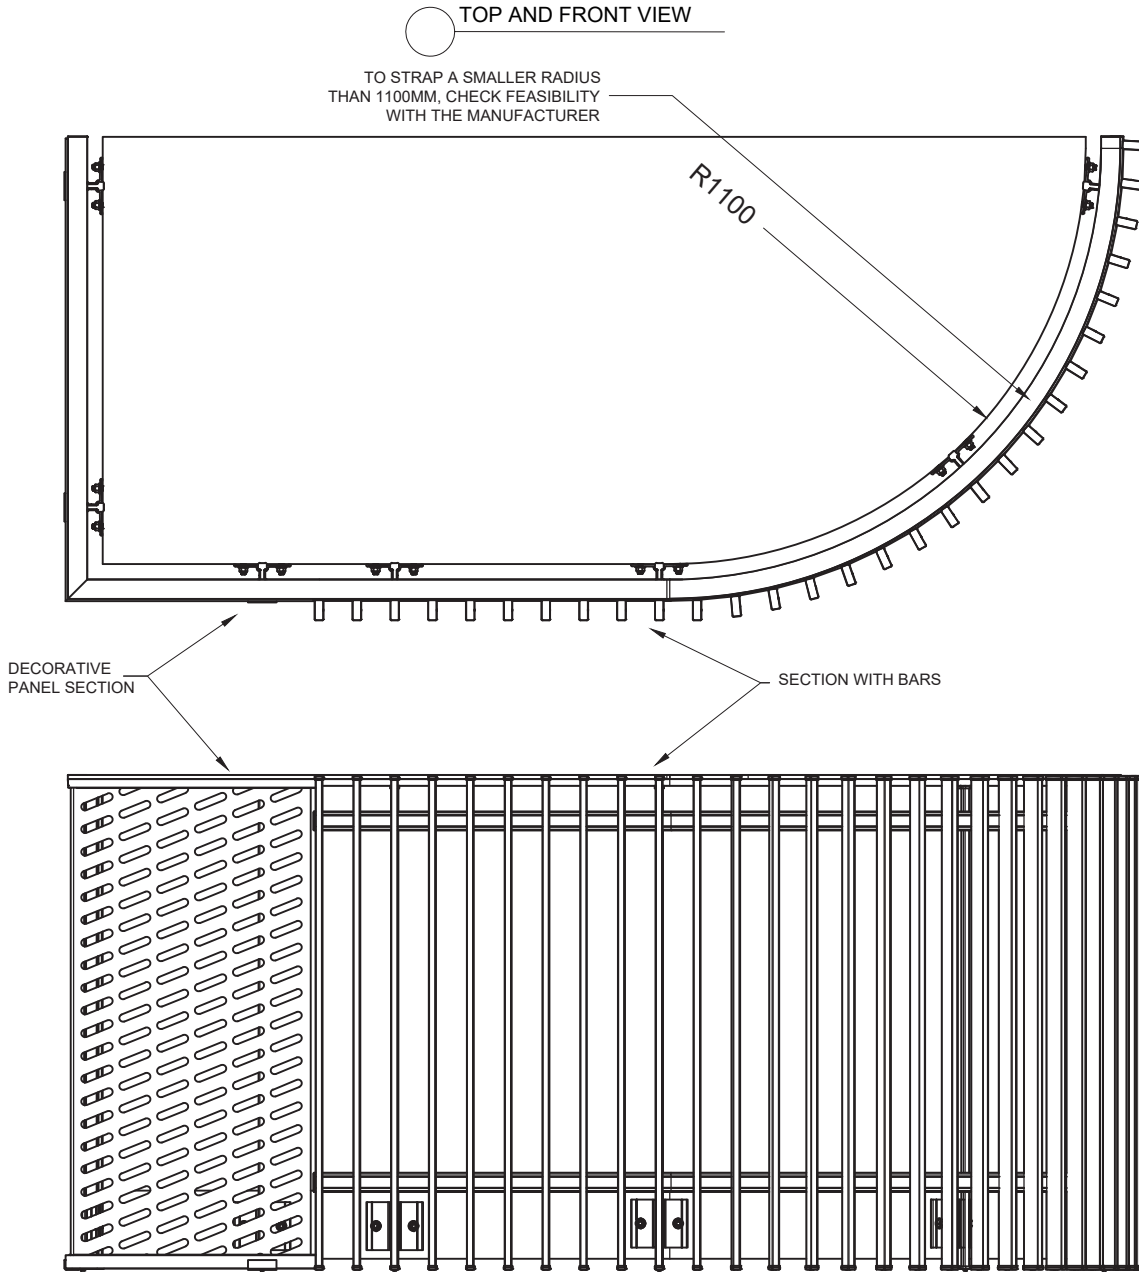 TOP AND FRONT VIEW
TO STRAP A SMALLER RADIUS
THAN 1100MM, CHECK FEASIBILITY
WITH THE MANUFACTURER
R1100
DECORATIVE
PANEL SECTION
SECTION WITH BARS